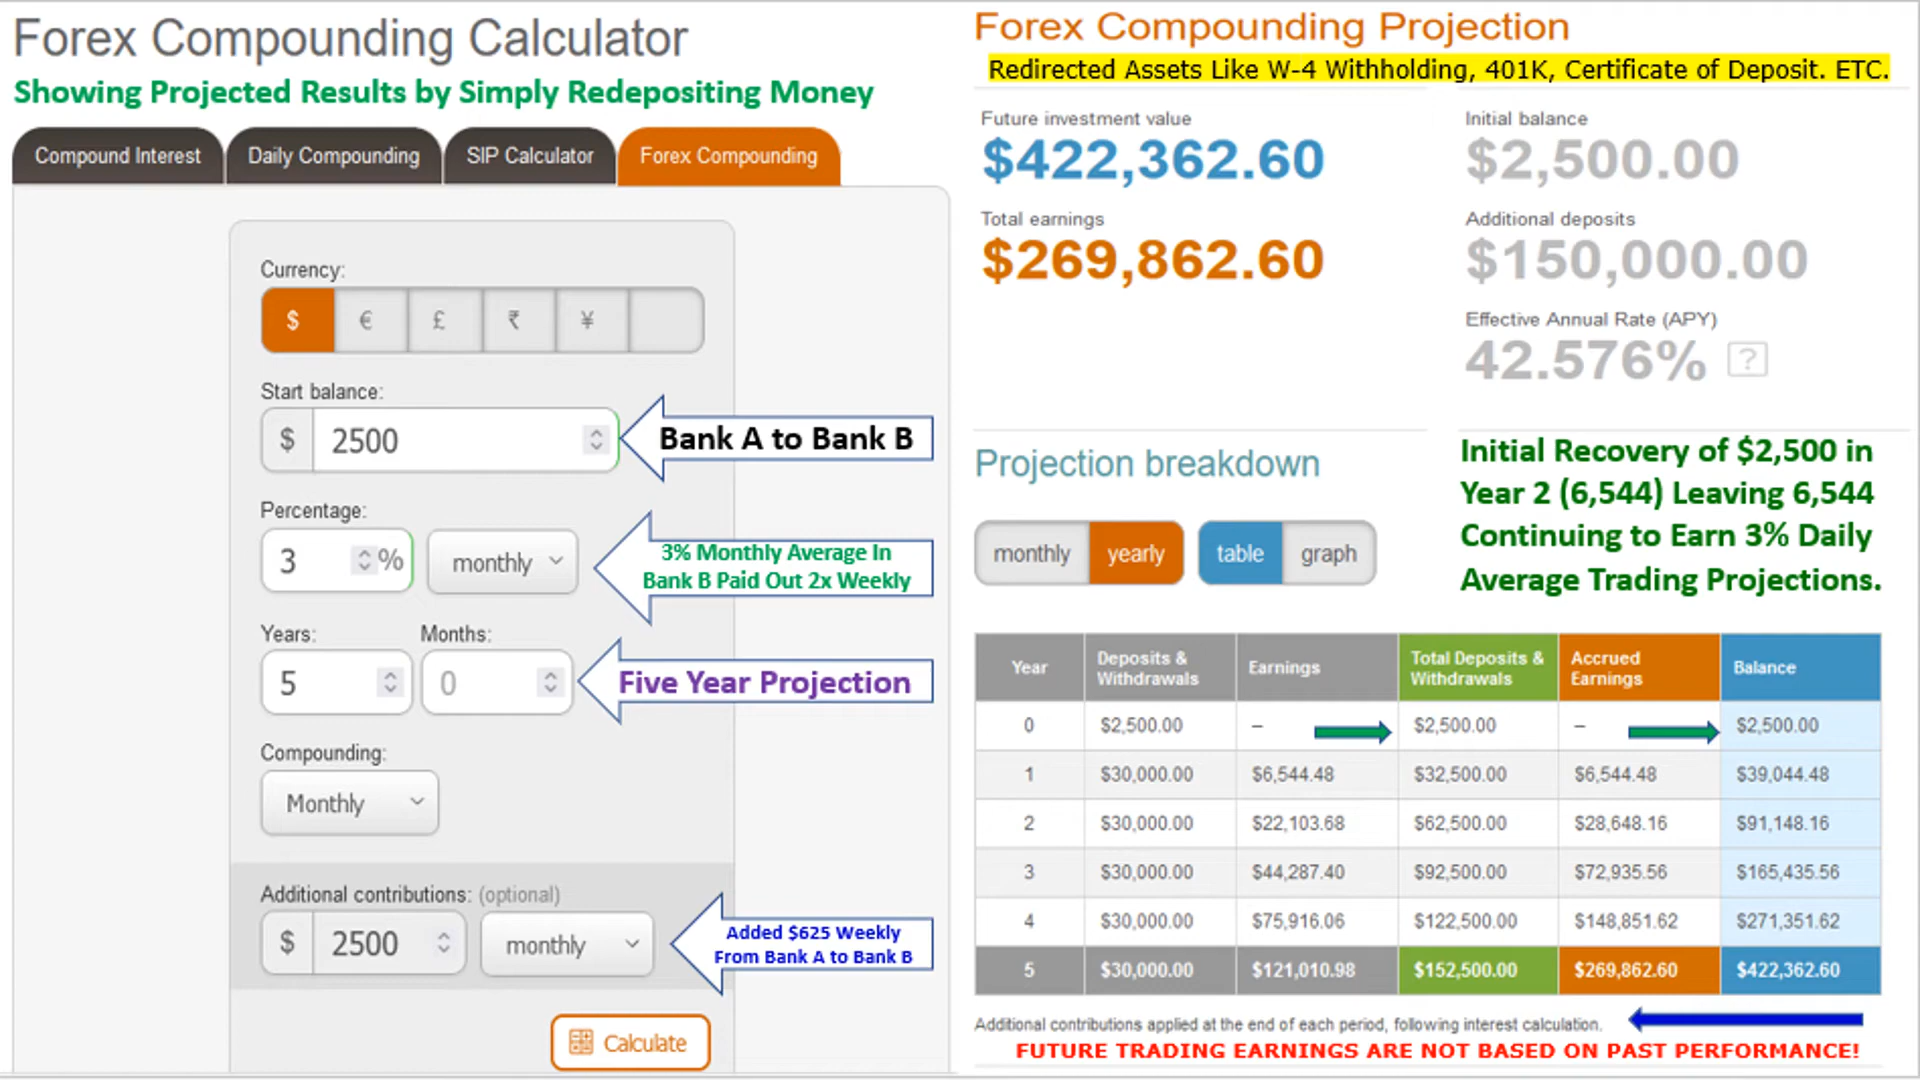 Forex Compounding Calculator
Showing Projected Results by Simply Redepositing Money
Compound Interest
Daily Compounding
SIP Calculator
Forex Compounding
Currency:
$ € £ ₹ ¥
Start balance:
$ 2500
Bank A to Bank B
Percentage:
3 % monthly
3% Monthly Average In
Bank B Paid Out 2x Weekly
Years: Months:
5 0
Five Year Projection
Compounding:
Monthly
Additional contributions: (optional)
$ 2500 monthly
Added $625 Weekly
From Bank A to Bank B
Calculate
Forex Compounding Projection
Redirected Assets Like W-4 Withholding, 401K, Certificate of Deposit. ETC.
Future investment value
$422,362.60
Initial balance
$2,500.00
Total earnings
$269,862.60
Additional deposits
$150,000.00
Effective Annual Rate (APY)
42.576% ?
Projection breakdown
monthly yearly table graph
Initial Recovery of $2,500 in
Year 2 (6,544) Leaving 6,544
Continuing to Earn 3% Daily
Average Trading Projections.
Year Deposits & Withdrawals Earnings Total Deposits & Withdrawals Accrued Earnings Balance
0 $2,500.00 – $2,500.00 – $2,500.00
1 $30,000.00 $6,544.48 $32,500.00 $6,544.48 $39,044.48
2 $30,000.00 $22,103.68 $62,500.00 $28,648.16 $91,148.16
3 $30,000.00 $44,287.40 $92,500.00 $72,935.56 $165,435.56
4 $30,000.00 $75,916.06 $122,500.00 $148,851.62 $271,351.62
5 $30,000.00 $121,010.98 $152,500.00 $269,862.60 $422,362.60
Additional contributions applied at the end of each period, following interest calculation.
FUTURE TRADING EARNINGS ARE NOT BASED ON PAST PERFORMANCE!